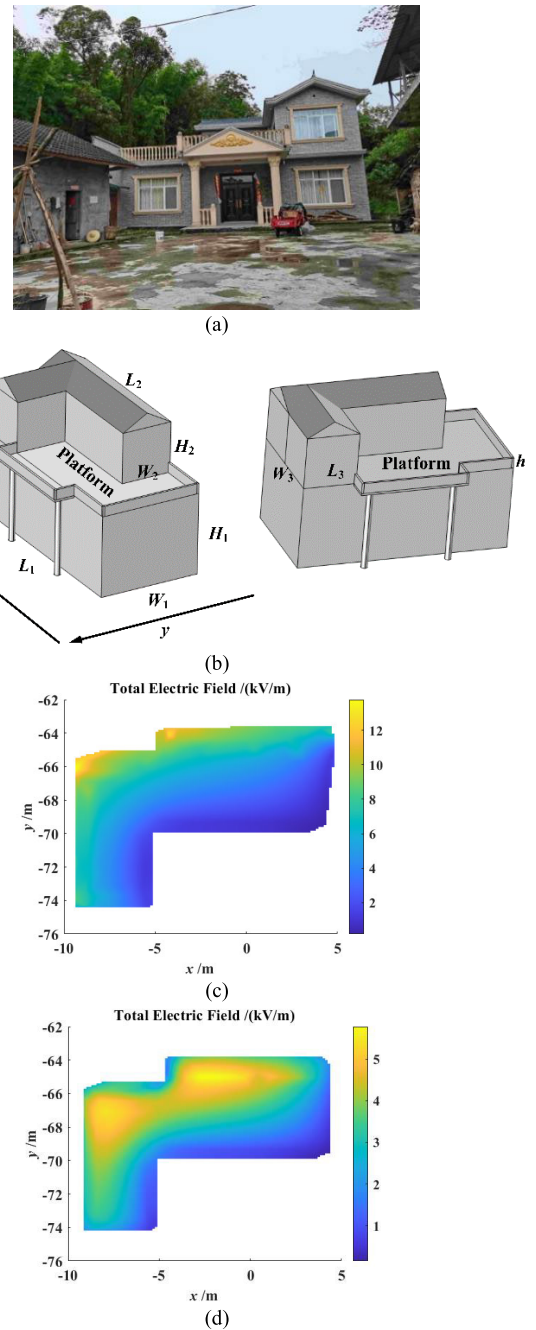 (a)
L2
H2
Platform
W2
H1
L1
W1
y
W3
L3
Platform
h
(b)
Total Electric Field /(kV/m)
-62
-64
-66
-68
-70
-72
-74
-76
y /m
-10
-5
0
5
x /m
12
10
8
6
4
2
(c)
Total Electric Field /(kV/m)
-62
-64
-66
-68
-70
-72
-74
-76
y /m
-10
-5
0
5
x /m
5
4
3
2
1
(d)